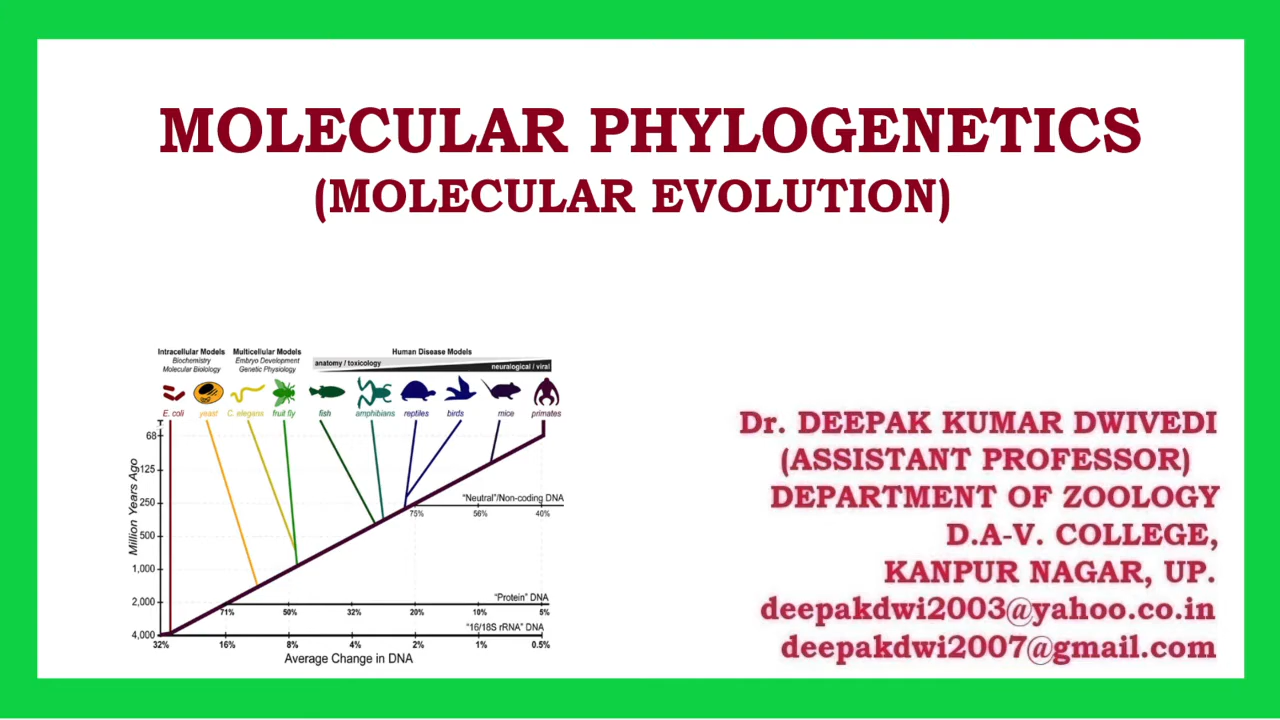 MOLECULAR PHYLOGENETICS
(MOLECULAR EVOLUTION)
Intracellular Models
Biochemistry
Molecular Biolology
Multicellular Models
Embryo Development
Genetic Physiology
Human Disease Models
anatomy / toxicology
neuralogical / viral
E. coli yeast C. elegans fruit fly fish amphibians reptiles birds mice primates
Million Years Ago
68
125
250
500
1,000
2,000
4,000
"Neutral"/Non-coding DNA
75% 56% 40%
"Protein" DNA
71% 50% 32% 20% 10% 5%
"16/18S rRNA" DNA
32% 16% 8% 4% 2% 1% 0.5%
Average Change in DNA
Dr. DEEPAK KUMAR DWIVEDI
(ASSISTANT PROFESSOR)
DEPARTMENT OF ZOOLOGY
D.A-V. COLLEGE,
KANPUR NAGAR, UP.
deepakdwi2003@yahoo.co.in
deepakdwi2007@gmail.com